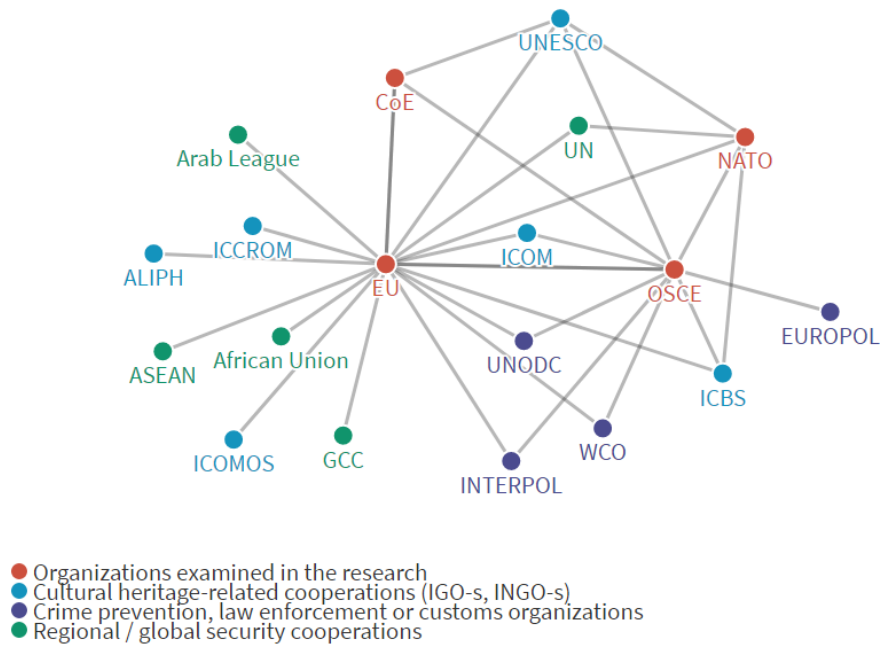 UNESCO
CoE
UN
NATO
Arab League
ICCROM
ICOM
ALIPH
EU
OSCE
EUROPOL
African Union
UNODC
ASEAN
ICBS
ICOMOS
GCC
WCO
INTERPOL
Organizations examined in the research
Cultural heritage-related cooperations (IGO-s, INGO-s)
Crime prevention, law enforcement or customs organizations
Regional / global security cooperations